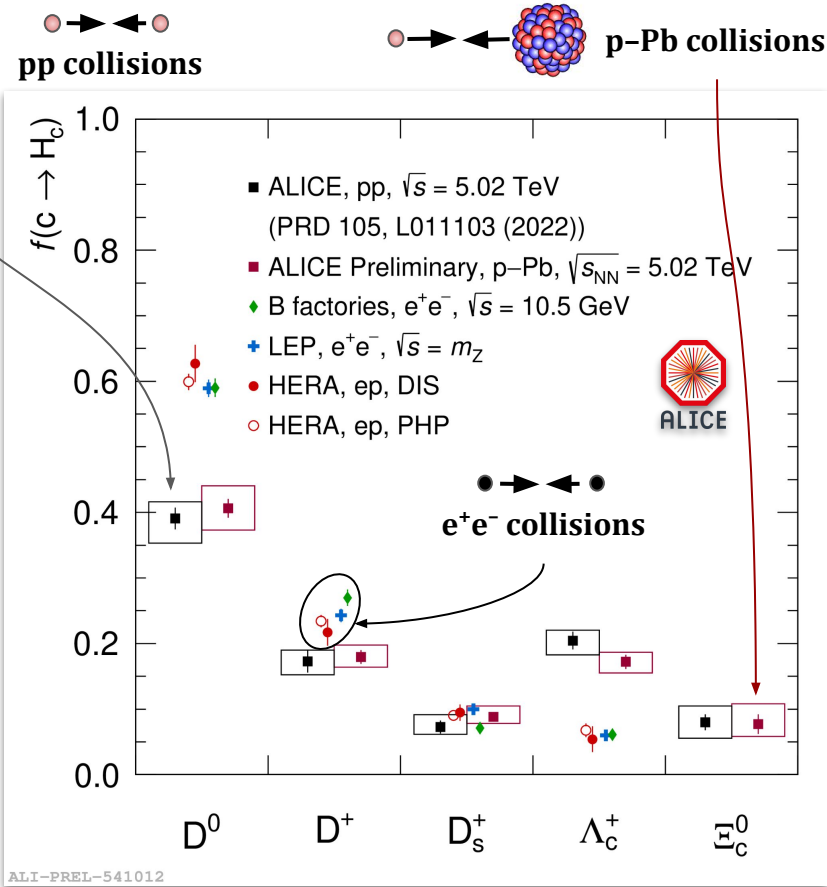 pp collisions
p–Pb collisions
f(c → H_c)
1.0
0.8
0.6
0.4
0.2
0.0
ALICE, pp, √s = 5.02 TeV
(PRD 105, L011103 (2022))
ALICE Preliminary, p–Pb, √s_NN = 5.02 TeV
B factories, e⁺e⁻, √s = 10.5 GeV
LEP, e⁺e⁻, √s = m_Z
HERA, ep, DIS
HERA, ep, PHP
ALICE
e⁺e⁻ collisions
D⁰ D⁺ D_s⁺ Λ_c⁺ Ξ_c⁰
ALI-PREL-541012